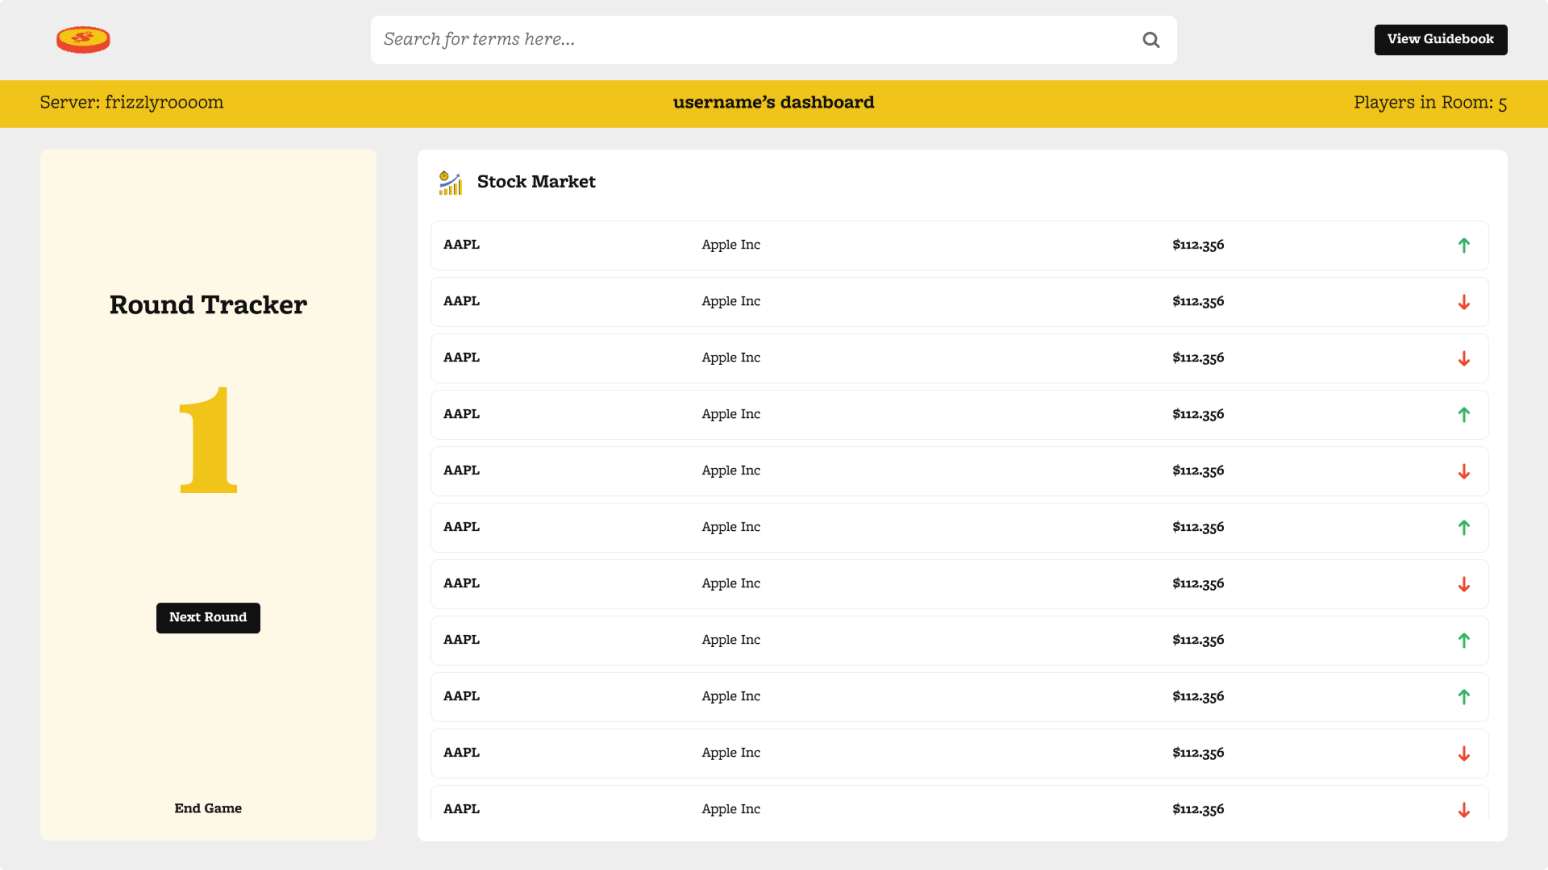 Search for terms here...
View Guidebook
Server: frizzlyroooom
username’s dashboard
Players in Room: 5
Round Tracker
1
Next Round
End Game
Stock Market
AAPL Apple Inc $112.356
AAPL Apple Inc $112.356
AAPL Apple Inc $112.356
AAPL Apple Inc $112.356
AAPL Apple Inc $112.356
AAPL Apple Inc $112.356
AAPL Apple Inc $112.356
AAPL Apple Inc $112.356
AAPL Apple Inc $112.356
AAPL Apple Inc $112.356
AAPL Apple Inc $112.356